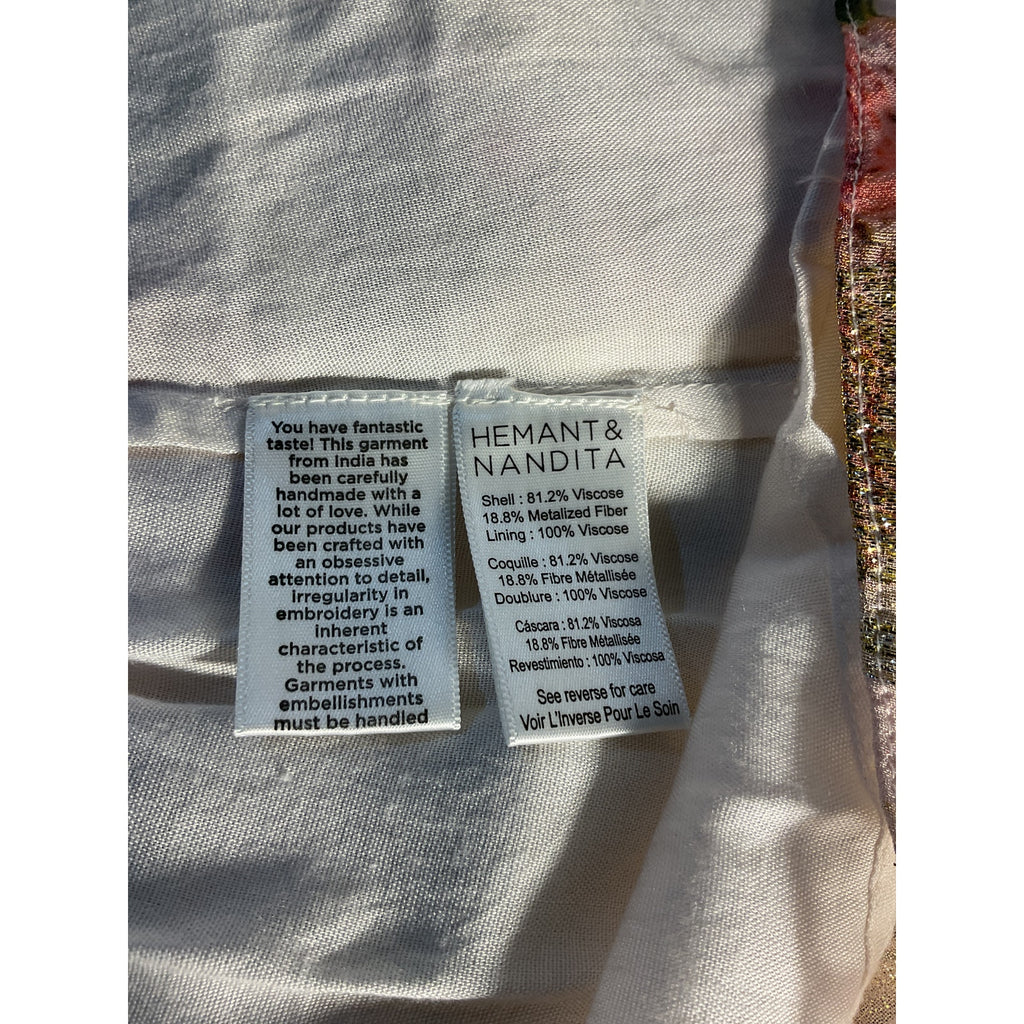 You have fantastic
taste! This garment
from India has
been carefully
handmade with a
lot of love. While
our products have
been crafted with
an obsessive
attention to detail,
irregularity in
embroidery is an
inherent
characteristic of
the process.
Garments with
embellishments
must be handled
HEMANT &
NANDITA
Shell : 81.2% Viscose
18.8% Metalized Fiber
Lining : 100% Viscose
Coquille : 81.2% Viscose
18.8% Fibre Métallisée
Doublure : 100% Viscose
Cáscara : 81.2% Viscosa
18.8% Fibre Métallisée
Revestimiento : 100% Viscosa
See reverse for care
Voir L'Inverse Pour Le Soin